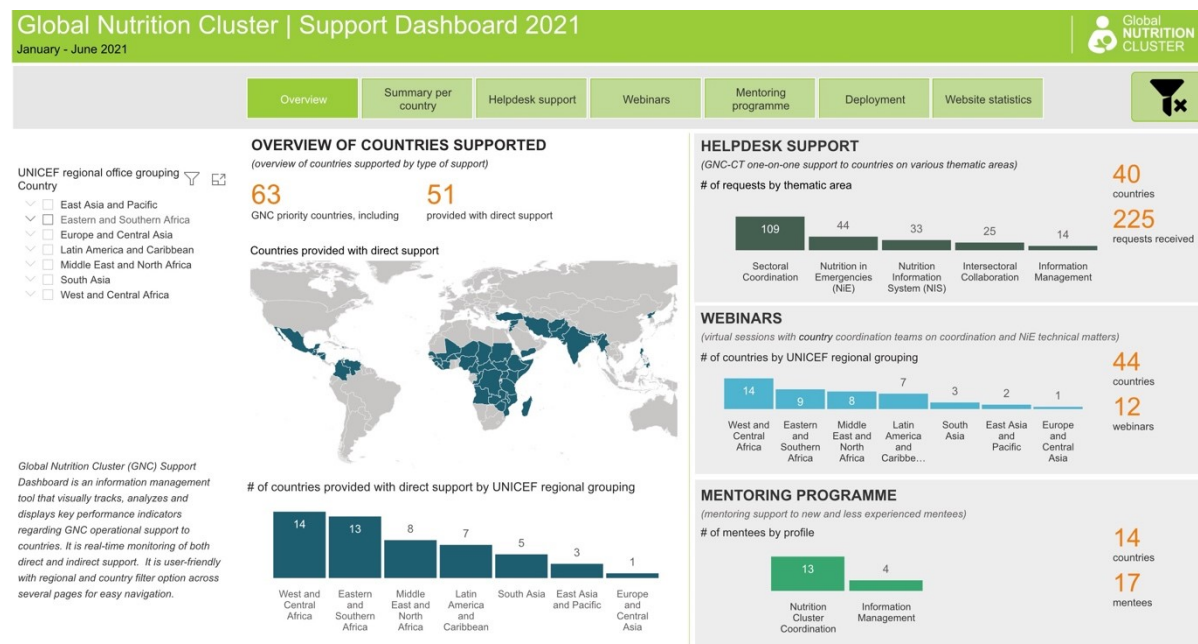 Global Nutrition Cluster | Support Dashboard 2021
January - June 2021
Global
NUTRITION
CLUSTER
Overview
Summary per
country
Helpdesk support
Webinars
Mentoring
programme
Deployment
Website statistics
UNICEF regional office grouping
Country
East Asia and Pacific
Eastern and Southern Africa
Europe and Central Asia
Latin America and Caribbean
Middle East and North Africa
South Asia
West and Central Africa
Global Nutrition Cluster (GNC) Support
Dashboard is an information management
tool that visually tracks, analyzes and
displays key performance indicators
regarding GNC operational support to
countries. It is real-time monitoring of both
direct and indirect support.  It is user-friendly
with regional and country filter option across
several pages for easy navigation.
OVERVIEW OF COUNTRIES SUPPORTED
(overview of countries supported by type of support)
63
GNC priority countries, including
51
provided with direct support
Countries provided with direct support
# of countries provided with direct support by UNICEF regional grouping
14 13 8 7 5 3 1
West and
Central
Africa
Eastern
and
Southern
Africa
Middle
East and
North
Africa
Latin
America
and
Caribbean
South Asia
East Asia
and Pacific
Europe
and
Central
Asia
HELPDESK SUPPORT
(GNC-CT one-on-one support to countries on various thematic areas)
# of requests by thematic area
109 44 33 25 14
Sectoral
Coordination
Nutrition in
Emergencies
(NiE)
Nutrition
Information
System (NIS)
Intersectoral
Collaboration
Information
Management
40
countries
225
requests received
WEBINARS
(virtual sessions with country coordination teams on coordination and NiE technical matters)
# of countries by UNICEF regional grouping
14 9 8 7 3 2 1
West and
Central
Africa
Eastern
and
Southern
Africa
Middle
East and
North
Africa
Latin
America
and
Caribbe...
South
Asia
East Asia
and
Pacific
Europe
and
Central
Asia
44
countries
12
webinars
MENTORING PROGRAMME
(mentoring support to new and less experienced mentees)
# of mentees by profile
13 4
Nutrition
Cluster
Coordination
Information
Management
14
countries
17
mentees